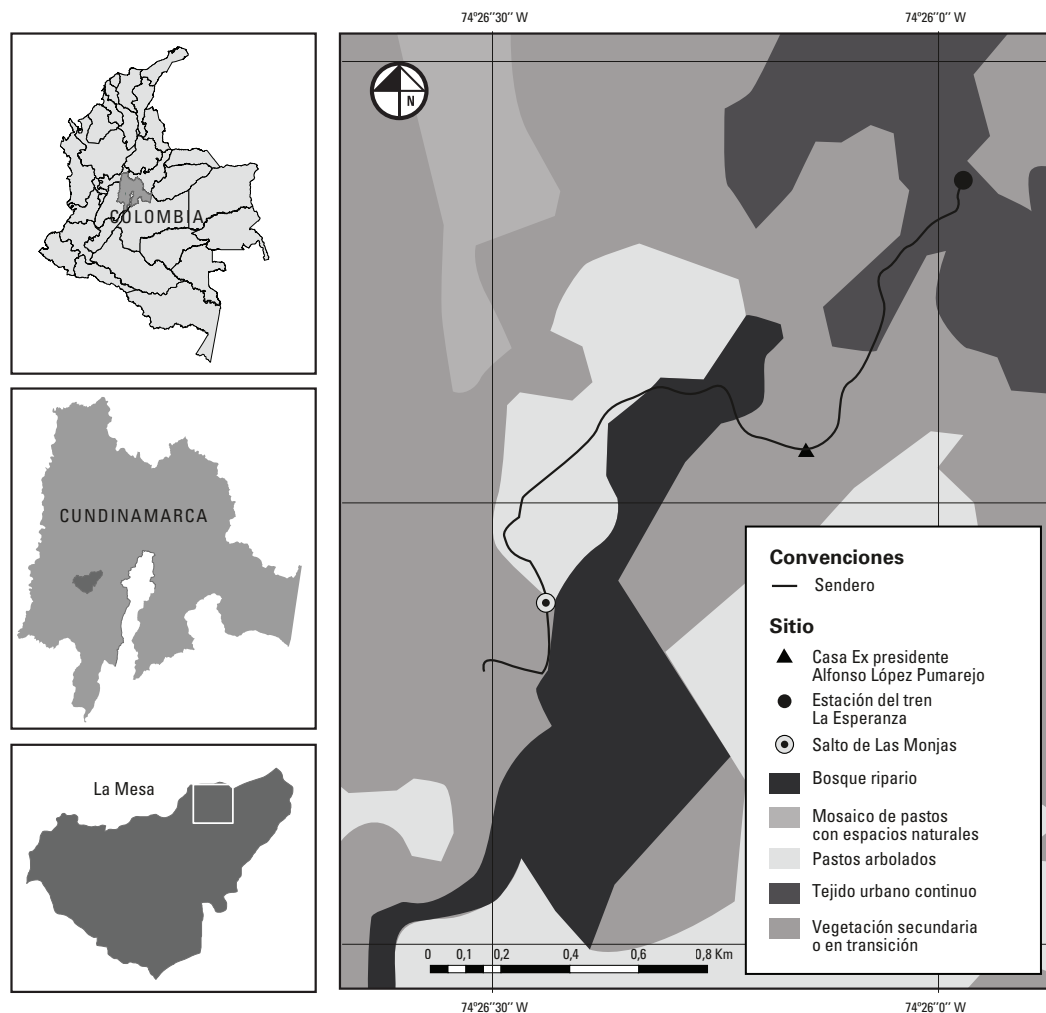 74°26’’30’’ W
74°26’’0’’ W
N
COLOMBIA
CUNDINAMARCA
La Mesa
Convenciones
Sendero
Sitio
Casa Ex presidente
Alfonso López Pumarejo
Estación del tren
La Esperanza
Salto de Las Monjas
Bosque ripario
Mosaico de pastos
con espacios naturales
Pastos arbolados
Tejido urbano continuo
Vegetación secundaria
o en transición
0 0,1 0,2 0,4 0,6 0,8 Km
74°26’’30’’ W
74°26’’0’’ W